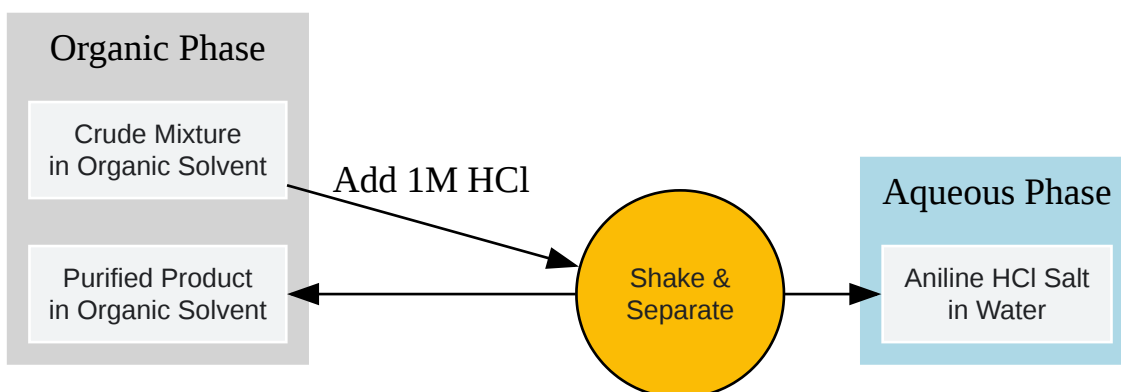 Organic Phase
Crude Mixture
in Organic Solvent
Add 1M HCl
Purified Product
in Organic Solvent
Shake &
Separate
Aqueous Phase
Aniline HCl Salt
in Water